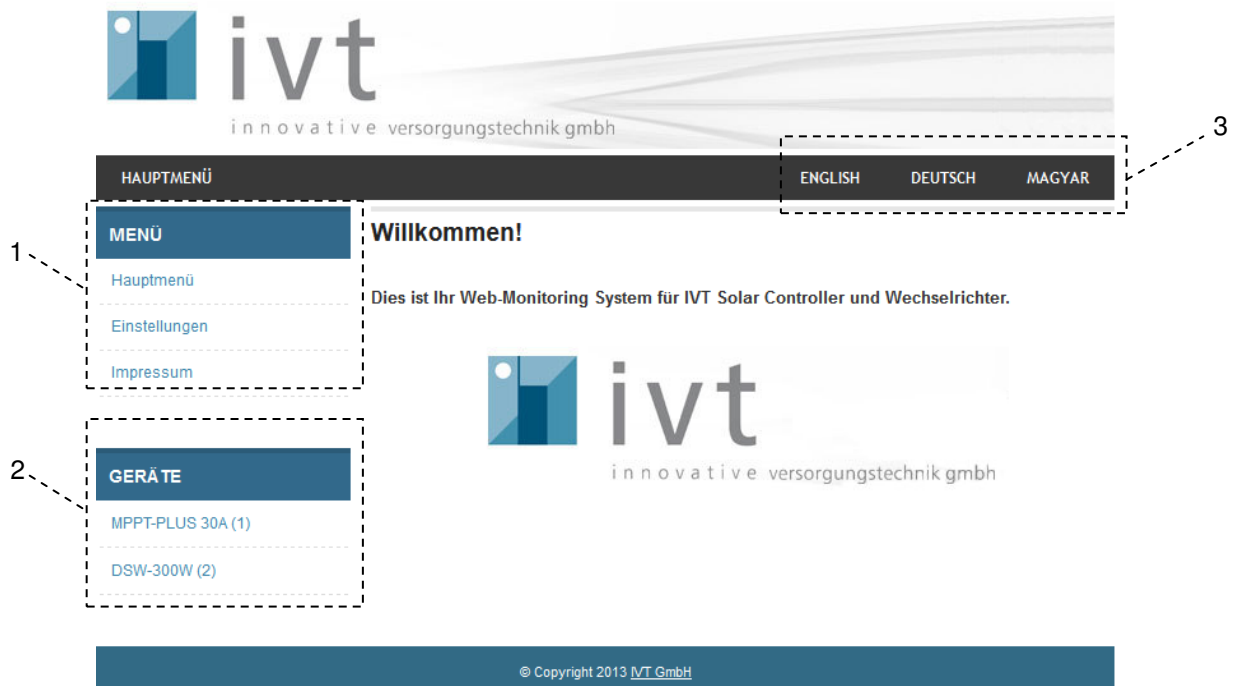 ivt
innovative versorgungstechnik gmbh
3
HAUPTMENÜ ENGLISH DEUTSCH MAGYAR
1
MENÜ
Hauptmenü
Einstellungen
Impressum
Willkommen!
Dies ist Ihr Web-Monitoring System für IVT Solar Controller und Wechselrichter.
ivt
innovative versorgungstechnik gmbh
2
GERÄTE
MPPT-PLUS 30A (1)
DSW-300W (2)
© Copyright 2013 IVT GmbH